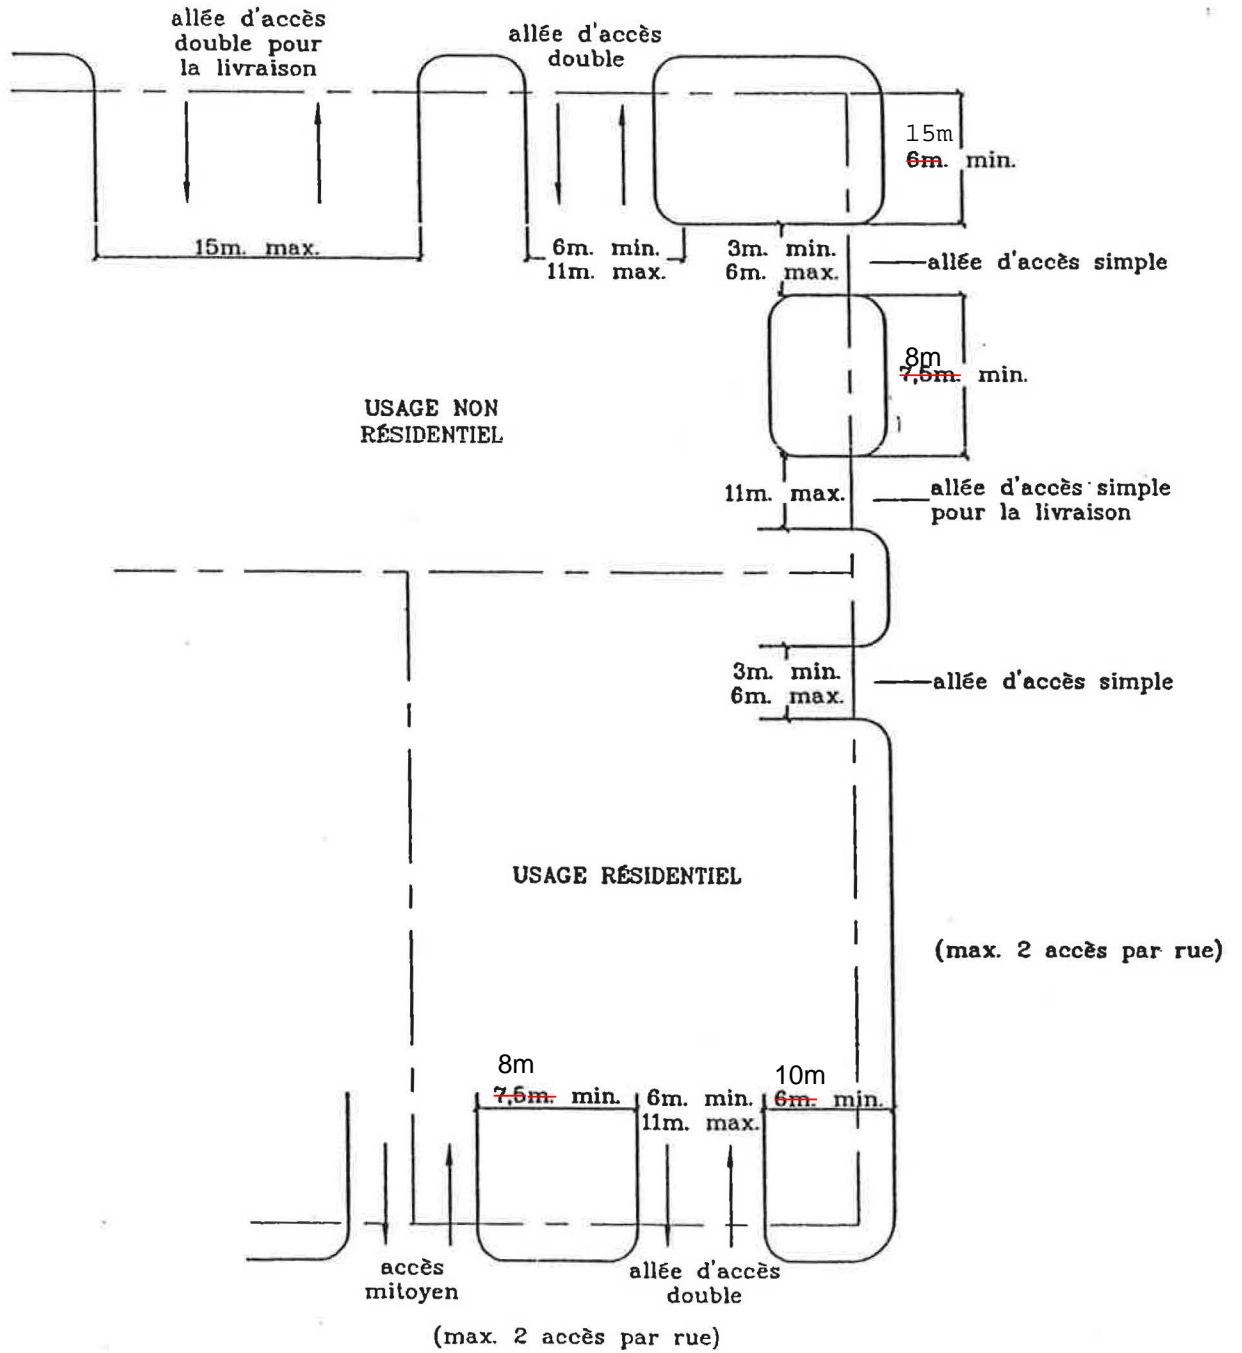 allée d'accès
double pour
la livraison
allée d'accès
double
15m
6m. min.
15m. max.
6m. min.
11m. max.
3m. min.
6m. max.
allée d'accès simple
8m
7,5m. min.
USAGE NON
RÉSIDENTIEL
11m. max.
allée d'accès simple
pour la livraison
3m. min.
6m. max.
allée d'accès simple
USAGE RÉSIDENTIEL
(max. 2 accès par rue)
8m
7,5m. min.
6m. min.
11m. max.
10m
6m. min.
accès
mitoyen
allée d'accès
double
(max. 2 accès par rue)